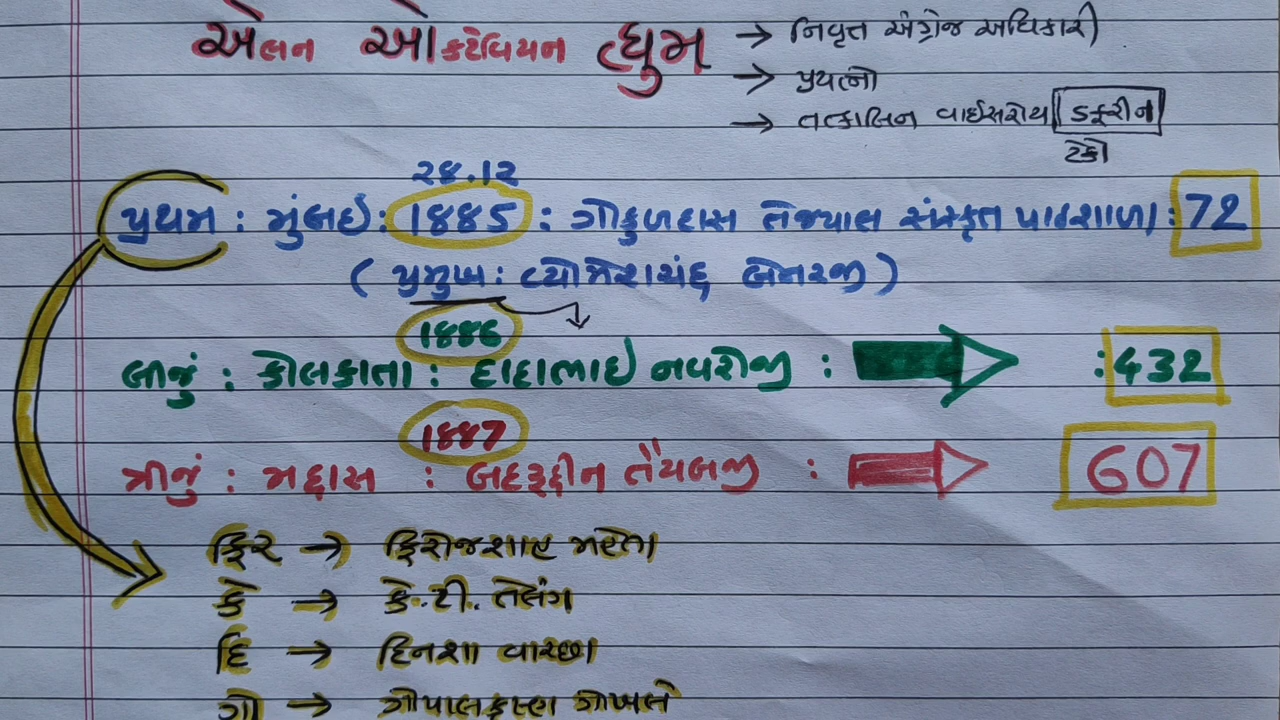 એલન ઓકટેવિયન હ્યુમ → નિવૃત અંગ્રેજ અધિકારી
→ પ્રયત્નો
→ તત્કાલિન વાઈસરોય ડફરીન
ટેકો
28.12
પ્રથમ : મુંબઈ : 1885 : ગોકુળદાસ તેજપાલ સંસ્કૃત પાઠશાળા : 72
( પ્રમુખ : વ્યોમેશચંદ્ર બેનરજી )
1886
બીજું : કોલકાતા : દાદાભાઈ નવરોજી : :432
1887
ત્રીજું : મદ્રાસ : બદરૂદ્દીન તૈયબજી : 607
ફિર → ફિરોજશાહ મહેતા
કે → કે.ટી. તેલંગ
દિ → દિનશા વાચ્છા
ગો → ગોપાલકૃષ્ણ ગોખલે